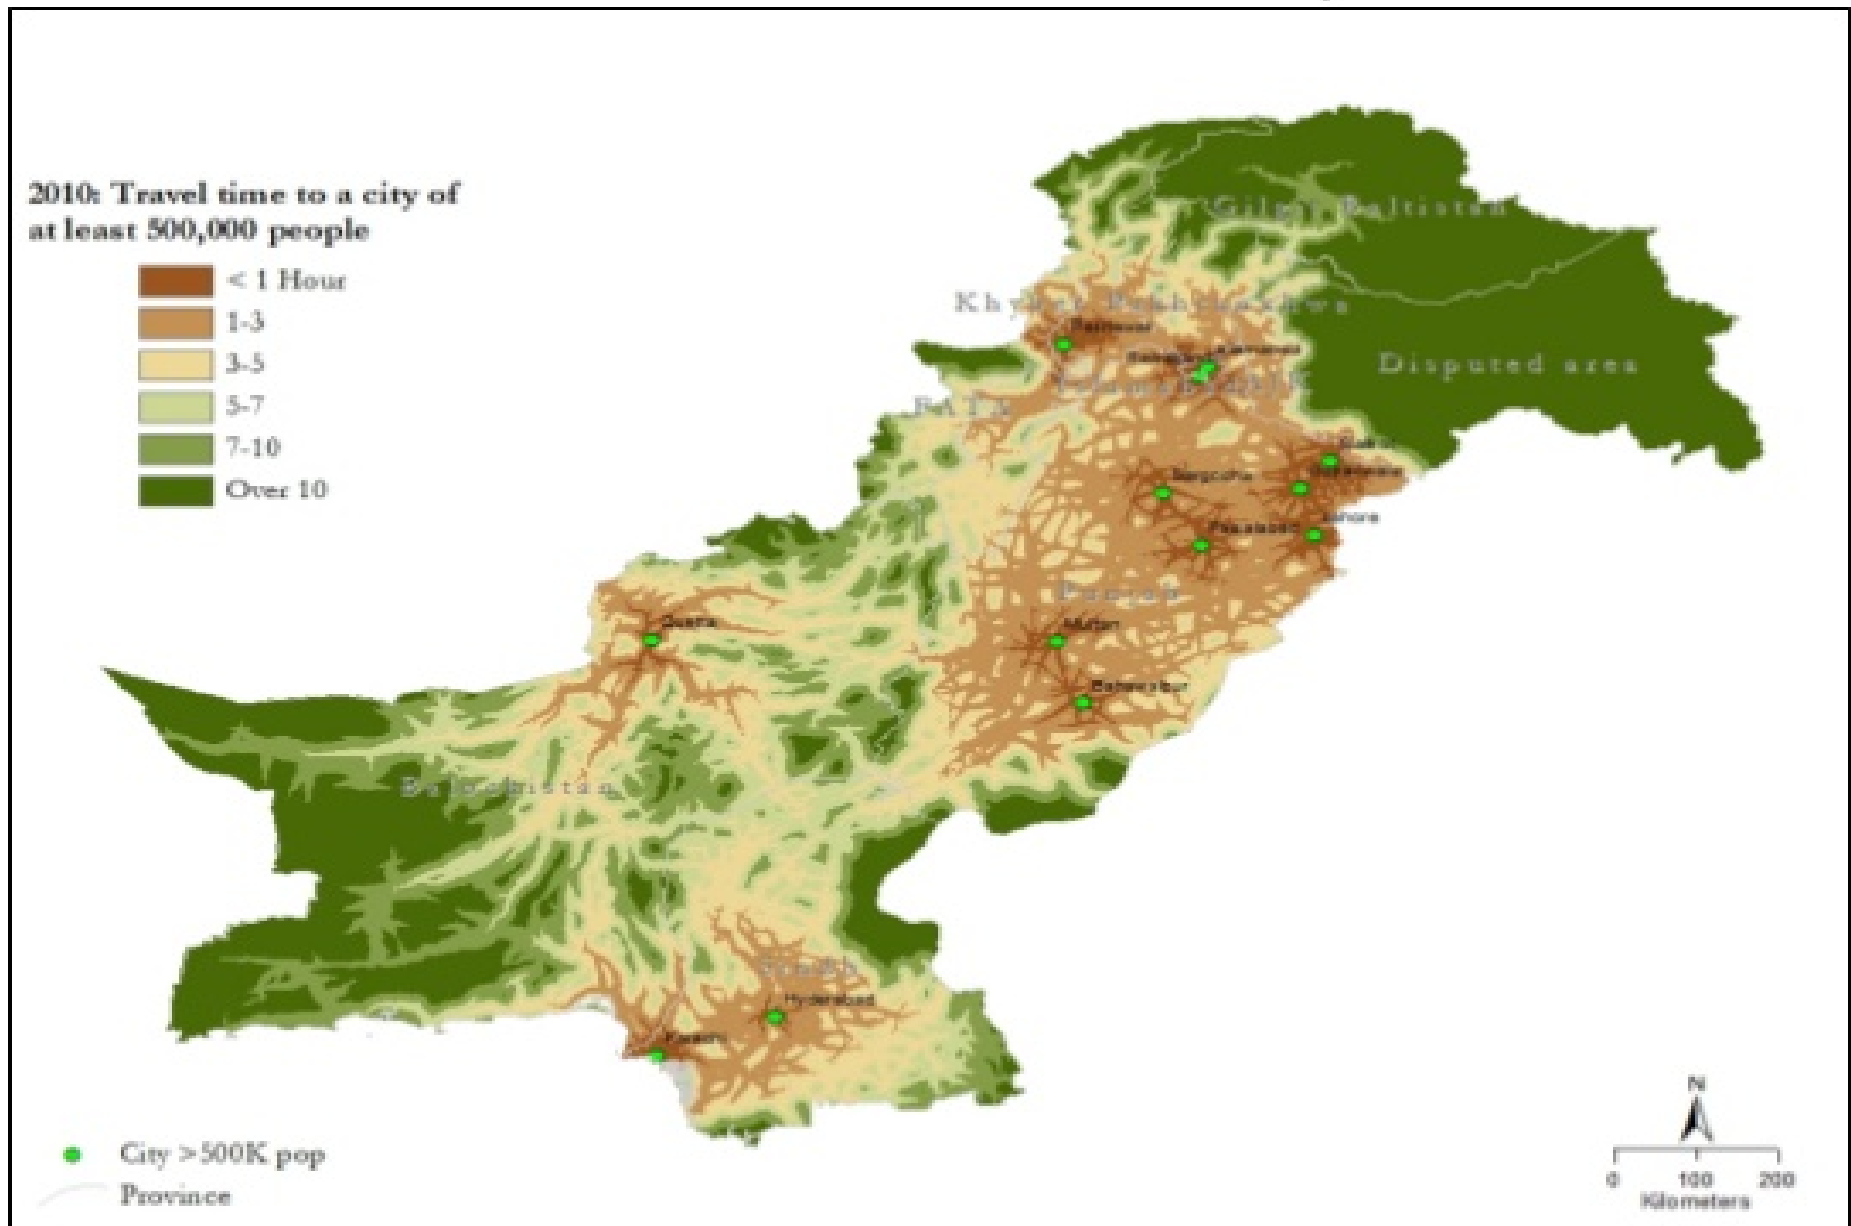 2010: Travel time to a city of
at least 500,000 people
< 1 Hour
1-3
3-5
5-7
7-10
Over 10
Gilgit Baltistan
Khyber Pakhtunkhwa
Peshawar
Disputed area
FATA
Sargodha
Faisalabad
Lahore
Punjab
Quetta
Multan
Bahawalpur
Balochistan
Sindh
Hyderabad
Karachi
City >500K pop
Province
N
0 100 200
Kilometers